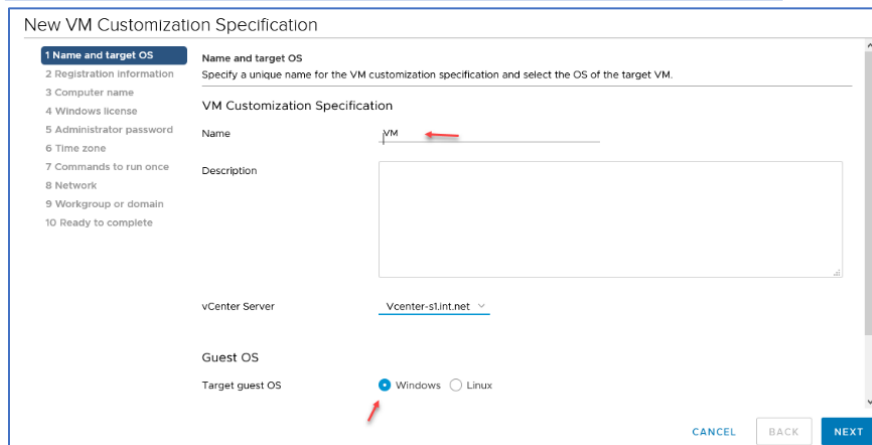 New VM Customization Specification
1 Name and target OS
2 Registration information
3 Computer name
4 Windows license
5 Administrator password
6 Time zone
7 Commands to run once
8 Network
9 Workgroup or domain
10 Ready to complete
Name and target OS
Specify a unique name for the VM customization specification and select the OS of the target VM.
VM Customization Specification
Name VM
Description
vCenter Server Vcenter-s1.int.net
Guest OS
Target guest OS Windows Linux
CANCEL BACK NEXT